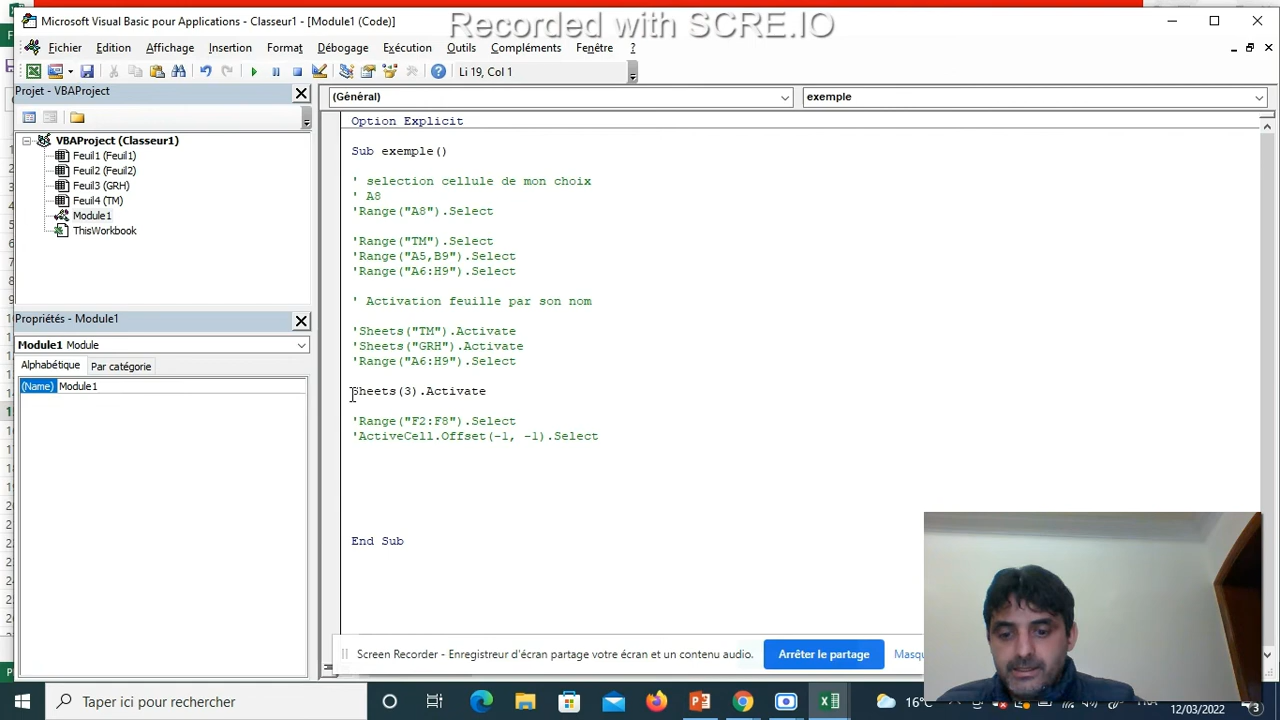 Recorded with SCRE.IO
Microsoft Visual Basic pour Applications - Classeur1 - [Module1 (Code)]
Fichier Edition Affichage Insertion Format Débogage Exécution Outils Compléments Fenêtre ?
Li 19, Col 1
Projet - VBAProject
(Général)
exemple
VBAProject (Classeur1)
Feuil1 (Feuil1)
Feuil2 (Feuil2)
Feuil3 (GRH)
Feuil4 (TM)
Module1
ThisWorkbook
Propriétés - Module1
Module1 Module
Alphabétique Par catégorie
(Name) Module1
Option Explicit
Sub exemple()
' selection cellule de mon choix
' A8
'Range("A8").Select
'Range("TM").Select
'Range("A5,B9").Select
'Range("A6:H9").Select
' Activation feuille par son nom
'Sheets("TM").Activate
'Sheets("GRH").Activate
'Range("A6:H9").Select
Sheets(3).Activate
'Range("F2:F8").Select
'ActiveCell.Offset(-1, -1).Select
End Sub
Screen Recorder - Enregistreur d'écran partage votre écran et un contenu audio.
Arrêter le partage
Masqu
Taper ici pour rechercher
16°
12/03/2022